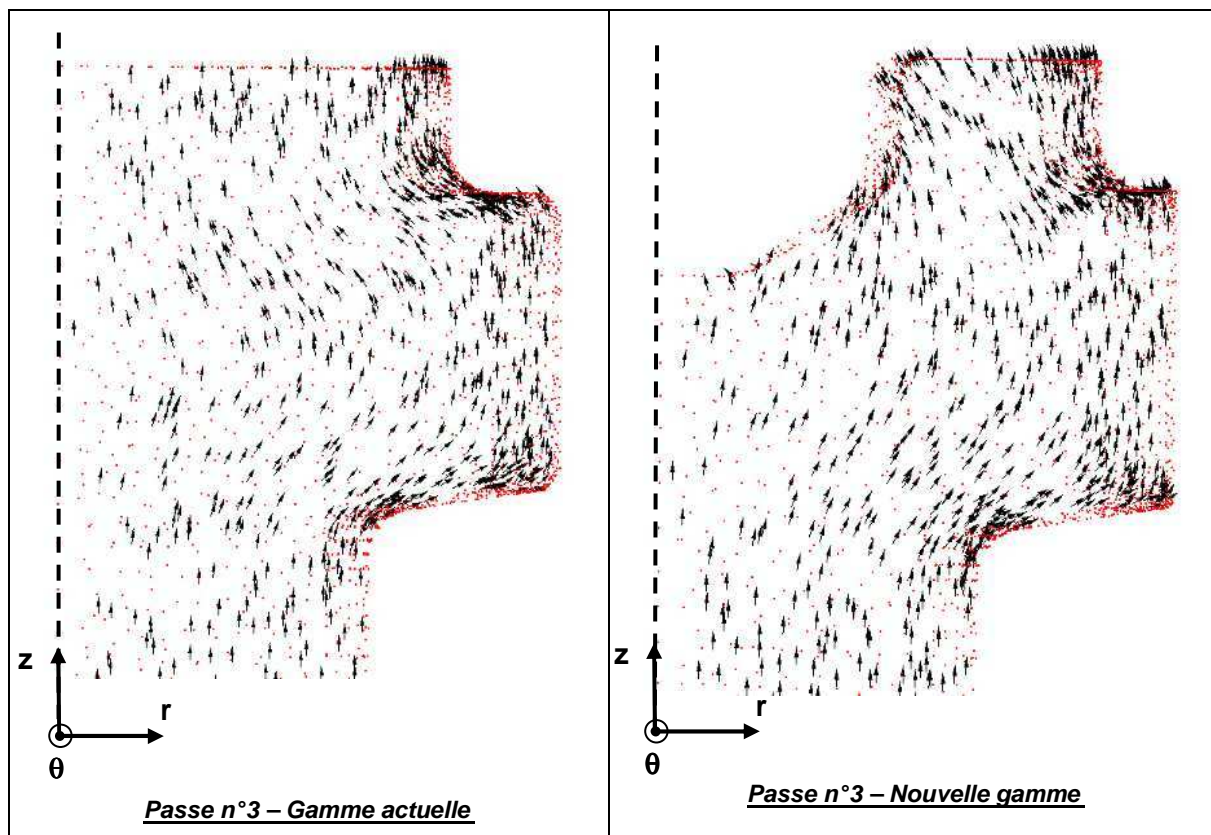 z
r
θ
Passe n°3 – Gamme actuelle
z
r
θ
Passe n°3 – Nouvelle gamme